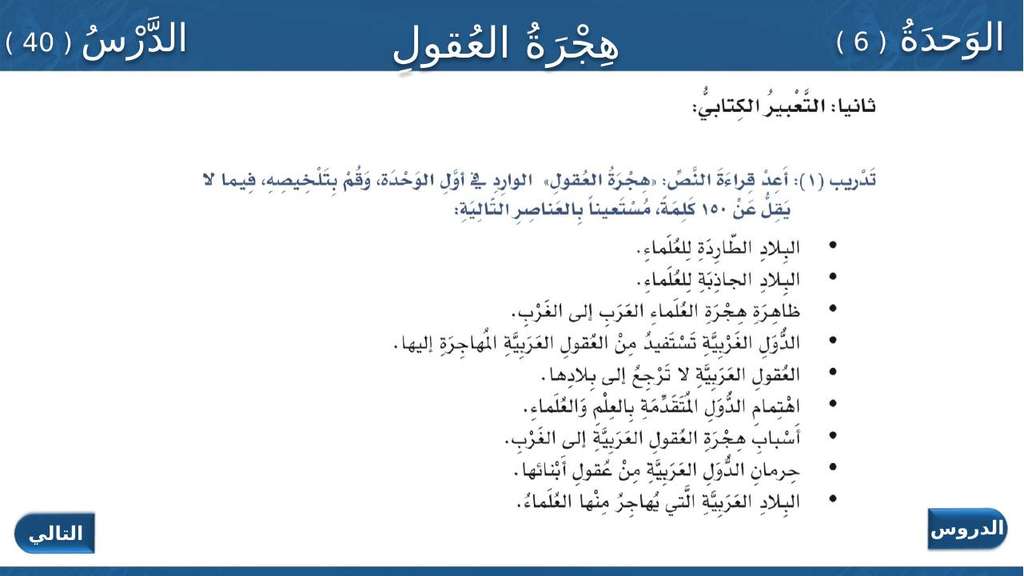 الوَحدَةُ ( 6 )
هِجْرَةُ العُقولِ
الدَّرْسُ ( 40 )
ثانيا: التَّعْبيرُ الكِتابيُّ:
تَدْريب (١): أَعِدْ قِراءَةَ النَّصِّ: «هِجْرَةُ العُقولِ» الوارِدِ في أوَّلِ الوَحْدَة، وَقُمْ بِتَلْخيصِهِ، فِيما لا
يَقِلُّ عَنْ ١٥٠ كَلِمَةً، مُسْتَعيناً بِالعَناصِرِ التّالِيَةِ:
• البِلادِ الطّارِدَةِ لِلعُلَماءِ.
• البِلادِ الجاذِبَةِ لِلعُلَماءِ.
• ظاهِرَةِ هِجْرَةِ العُلَماءِ العَرَبِ إلى الغَرْبِ.
• الدُّوَلِ الغَرْبِيَّةِ تَسْتَفيدُ مِنْ العُقولِ العَرَبِيَّةِ المُهاجِرَةِ إليها.
• العُقولِ العَرَبِيَّةِ لا تَرْجِعُ إلى بِلادِها.
• اهْتِمامِ الدُّوَلِ المُتَقَدِّمَةِ بِالعِلْمِ وَالعُلَماءِ.
• أَسْبابِ هِجْرَةِ العُقولِ العَرَبِيَّةِ إلى الغَرْبِ.
• حِرمانِ الدُّوَلِ العَرَبِيَّةِ مِنْ عُقولِ أَبْنائها.
• البِلادِ العَرَبِيَّةِ الَّتي يُهاجِرُ مِنْها العُلَماءُ.
الدروس
التالي